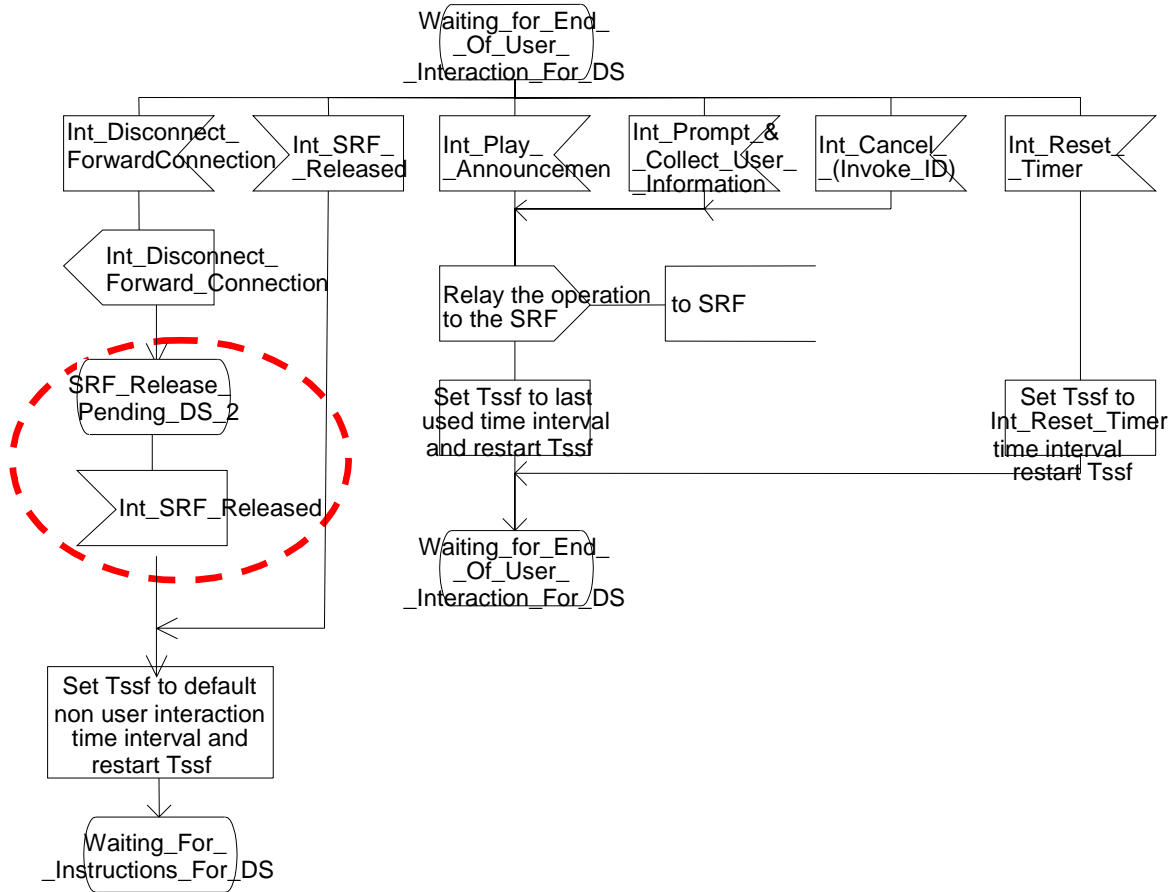 Waiting_for_End_
_Of_User_
_Interaction_For_DS
Int_Disconnect_
ForwardConnection
Int_SRF_
_Released
Int_Play_
_Announcemen
Int_Prompt_&
_Collect_User_
_Information
Int_Cancel_
_(Invoke_ID)
Int_Reset_
_Timer
Int_Disconnect_
Forward_Connection
Relay the operation
to the SRF
to SRF
SRF_Release_
Pending_DS_2
Set Tssf to last
used time interval
and restart Tssf
Set Tssf to
Int_Reset_Timer
time interval
restart Tssf
Int_SRF_Released
Waiting_for_End_
_Of_User_
_Interaction_For_DS
Set Tssf to default
non user interaction
time interval and
restart Tssf
Waiting_For_
_Instructions_For_DS